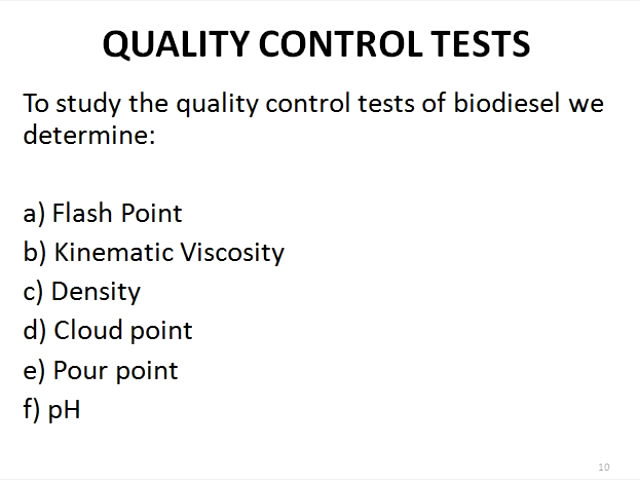 QUALITY CONTROL TESTS
To study the quality control tests of biodiesel we
determine:
a) Flash Point
b) Kinematic Viscosity
c) Density
d) Cloud point
e) Pour point
f) pH
10